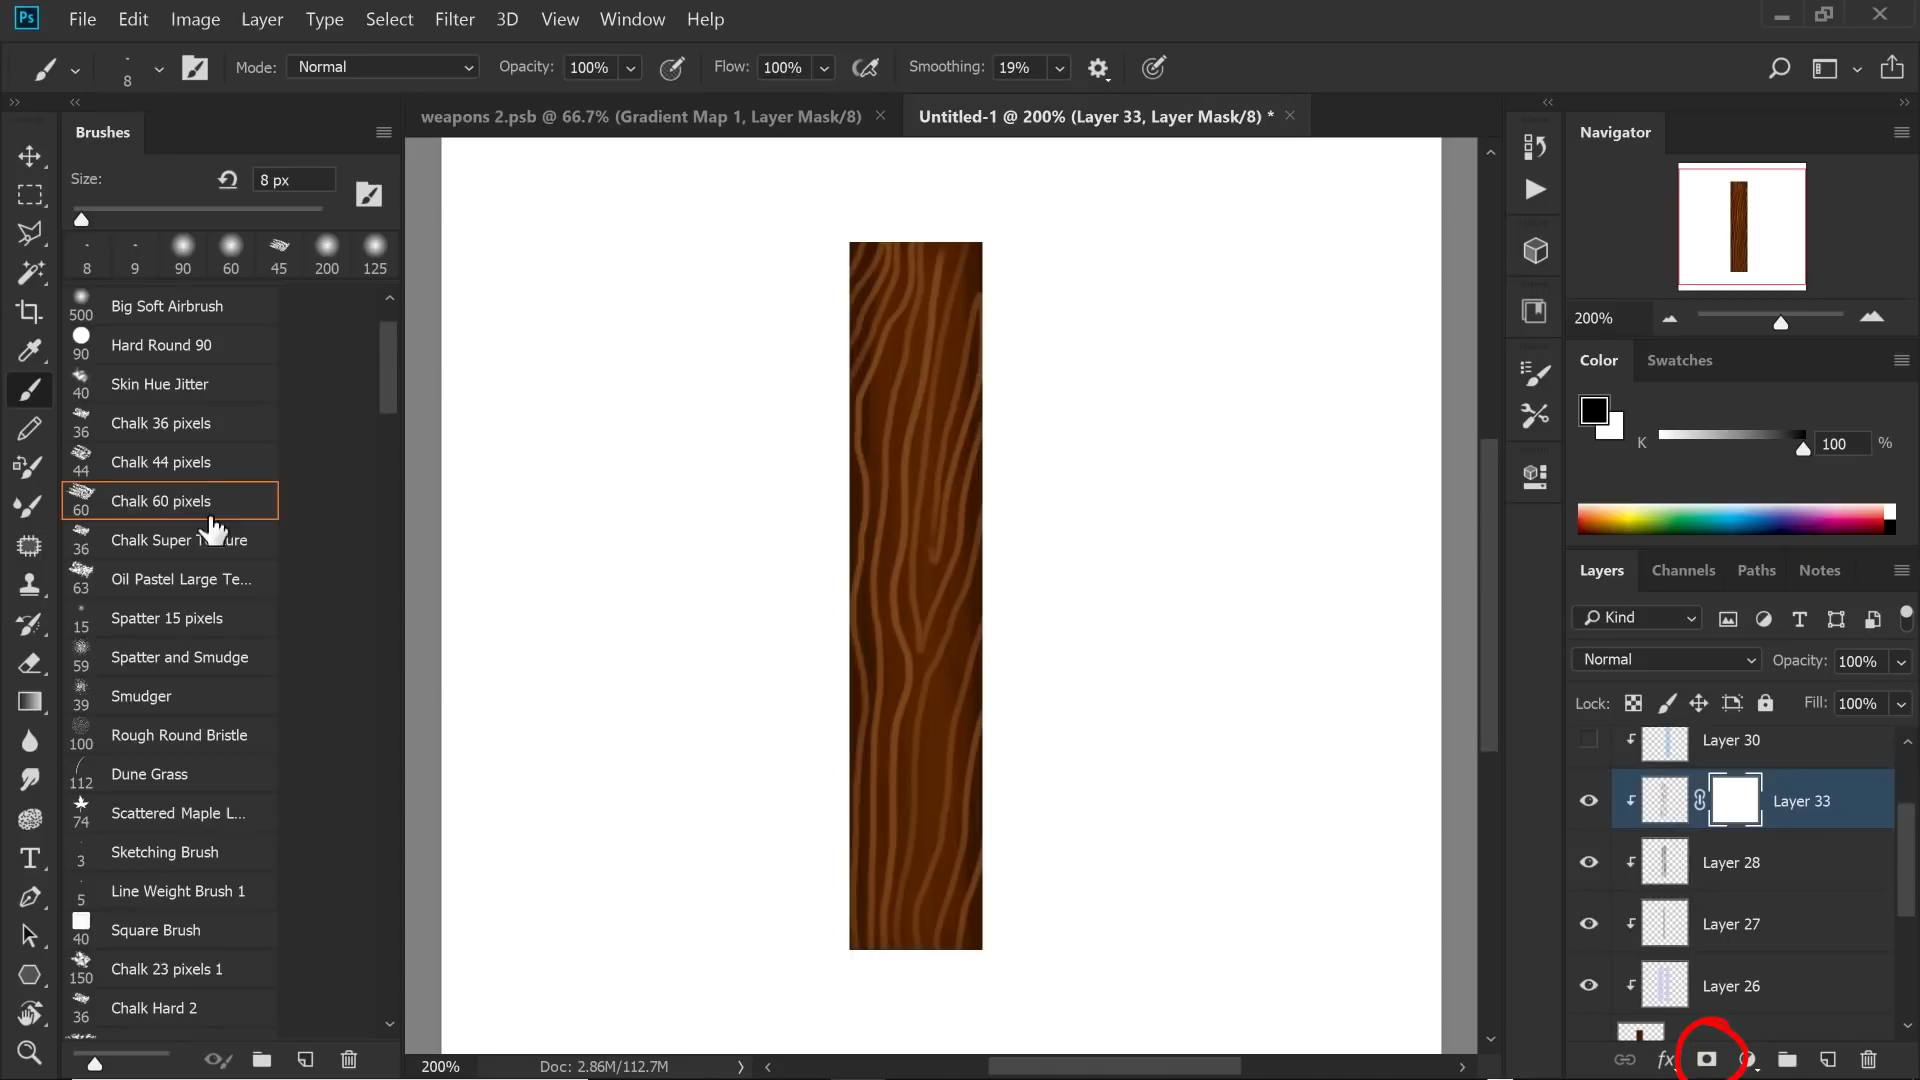 Ps File Edit Image Layer Type Select Filter 3D View Window Help
8 Mode: Normal Opacity: 100% Flow: 100% Smoothing: 19%
weapons 2.psb @ 66.7% (Gradient Map 1, Layer Mask/8) Untitled-1 @ 200% (Layer 33, Layer Mask/8) *
Brushes
Size: 8 px
8 9 90 60 45 200 125
500 Big Soft Airbrush
90 Hard Round 90
40 Skin Hue Jitter
36 Chalk 36 pixels
44 Chalk 44 pixels
60 Chalk 60 pixels
36 Chalk Super T ure
63 Oil Pastel Large Te...
15 Spatter 15 pixels
59 Spatter and Smudge
39 Smudger
100 Rough Round Bristle
112 Dune Grass
74 Scattered Maple L...
3 Sketching Brush
5 Line Weight Brush 1
40 Square Brush
150 Chalk 23 pixels 1
36 Chalk Hard 2
200% Doc: 2.86M/112.7M
Navigator
200%
Color Swatches
K 100 %
Layers Channels Paths Notes
Kind
Normal Opacity: 100%
Lock: Fill: 100%
Layer 30
Layer 33
Layer 28
Layer 27
Layer 26
fx